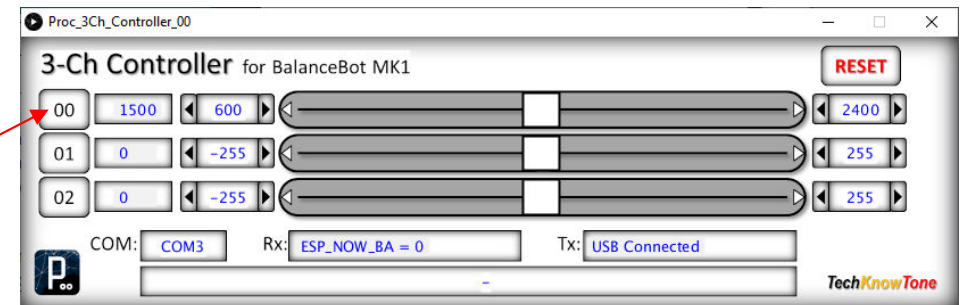 Proc_3Ch_Controller_00
3-Ch Controller for BalanceBot MK1 RESET
00 1500 600 2400
01 0 -255 255
02 0 -255 255
COM: COM3 Rx: ESP_NOW_BA = 0 Tx: USB Connected
P.oo - TechKnowTone